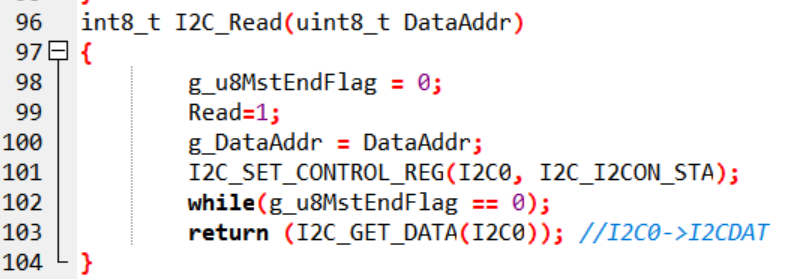 96 int8_t I2C_Read(uint8_t DataAddr)
97 {
98 g_u8MstEndFlag = 0;
99 Read=1;
100 g_DataAddr = DataAddr;
101 I2C_SET_CONTROL_REG(I2C0, I2C_I2CON_STA);
102 while(g_u8MstEndFlag == 0);
103 return (I2C_GET_DATA(I2C0)); //I2C0->I2CDAT
104 }